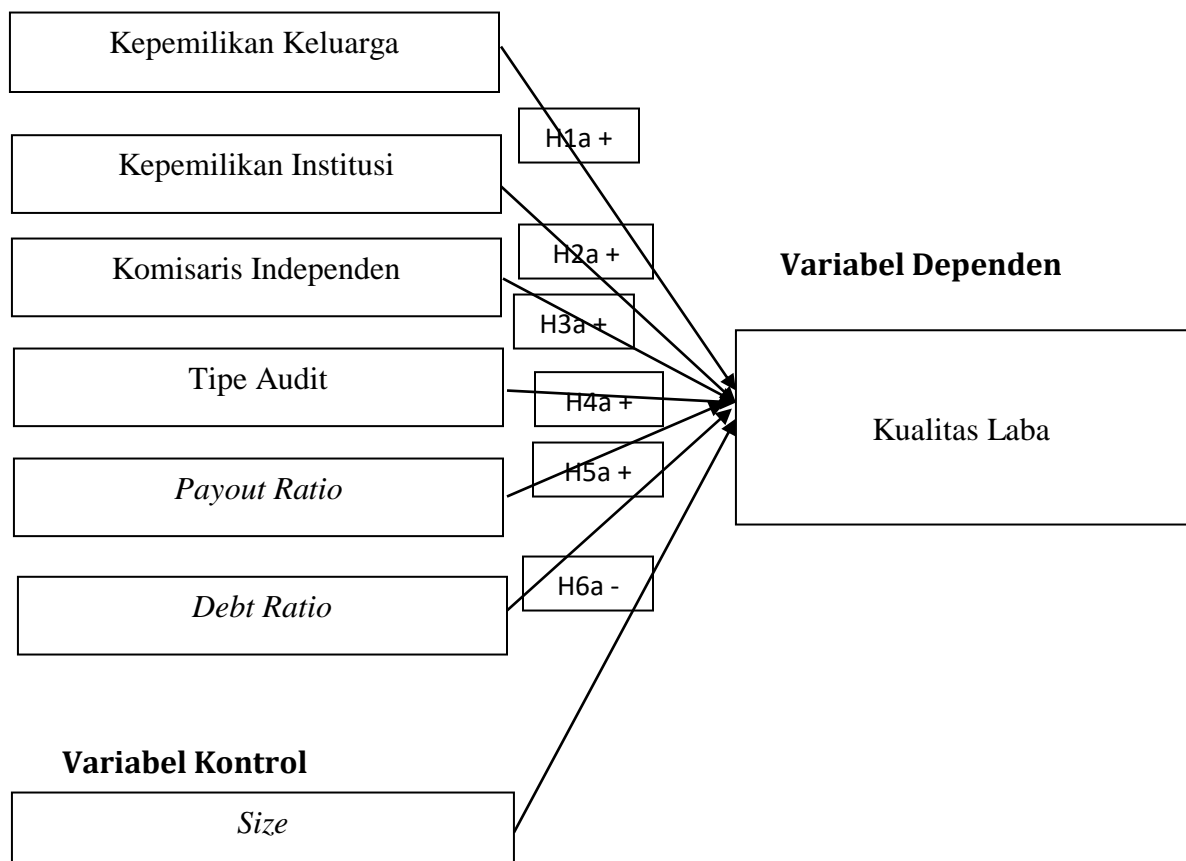 Kepemilikan Keluarga
H1a +
Kepemilikan Institusi
H2a +
Komisaris Independen
Variabel Dependen
H3a +
Tipe Audit
H4a +
Kualitas Laba
H5a +
Payout Ratio
H6a -
Debt Ratio
Variabel Kontrol
Size